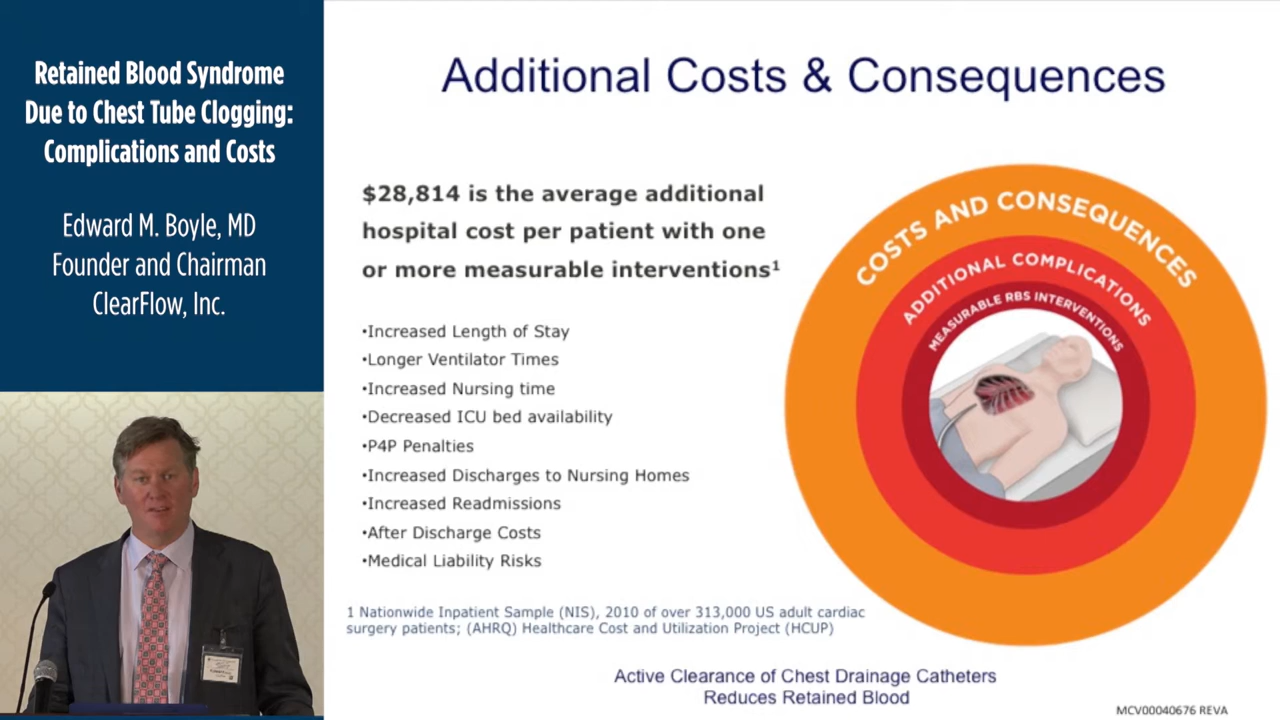 Retained Blood Syndrome
Due to Chest Tube Clogging:
Complications and Costs
Edward M. Boyle, MD
Founder and Chairman
ClearFlow, Inc.
Additional Costs & Consequences
$28,814 is the average additional
hospital cost per patient with one
or more measurable interventions¹
•Increased Length of Stay
•Longer Ventilator Times
•Increased Nursing time
•Decreased ICU bed availability
•P4P Penalties
•Increased Discharges to Nursing Homes
•Increased Readmissions
•After Discharge Costs
•Medical Liability Risks
COSTS AND CONSEQUENCES
ADDITIONAL COMPLICATIONS
MEASURABLE RBS INTERVENTIONS
1 Nationwide Inpatient Sample (NIS), 2010 of over 313,000 US adult cardiac
surgery patients; (AHRQ) Healthcare Cost and Utilization Project (HCUP)
Active Clearance of Chest Drainage Catheters
Reduces Retained Blood
MCV00040676 REVA